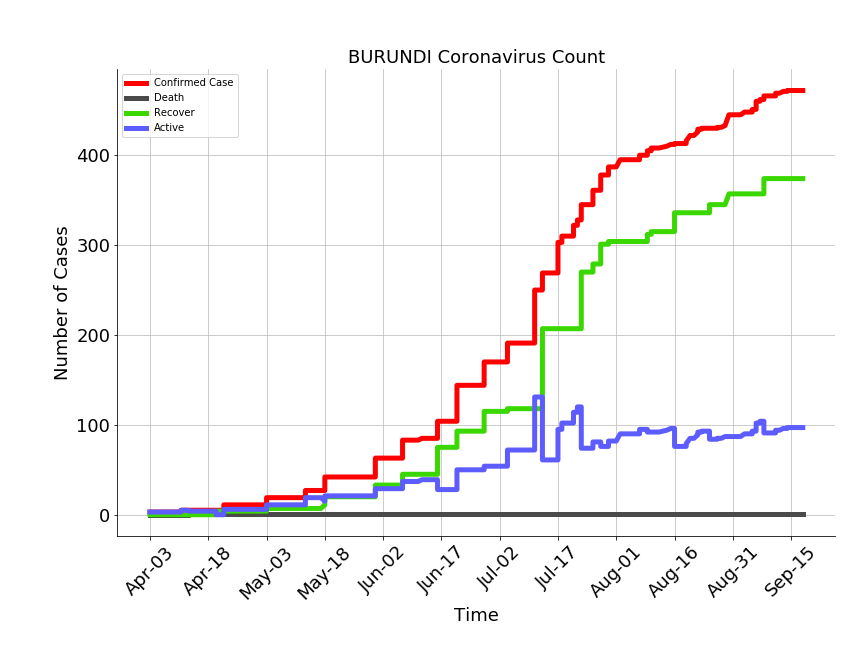 BURUNDI Coronavirus Count
Confirmed Case
Death
Recover
Active
Number of Cases
400
300
200
100
0
Apr-03
Apr-18
May-03
May-18
Jun-02
Jun-17
Jul-02
Jul-17
Aug-01
Aug-16
Aug-31
Sep-15
Time